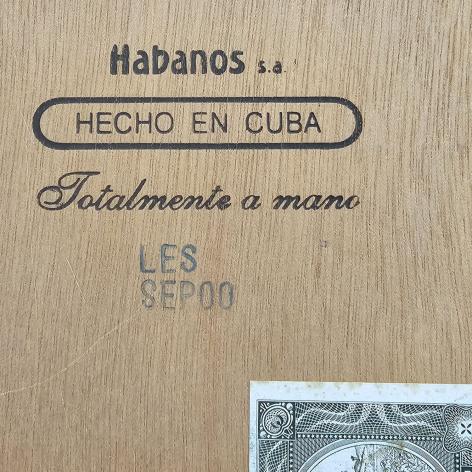 Habanos s.a.
HECHO EN CUBA
Totalmente a mano
LES
SEP00